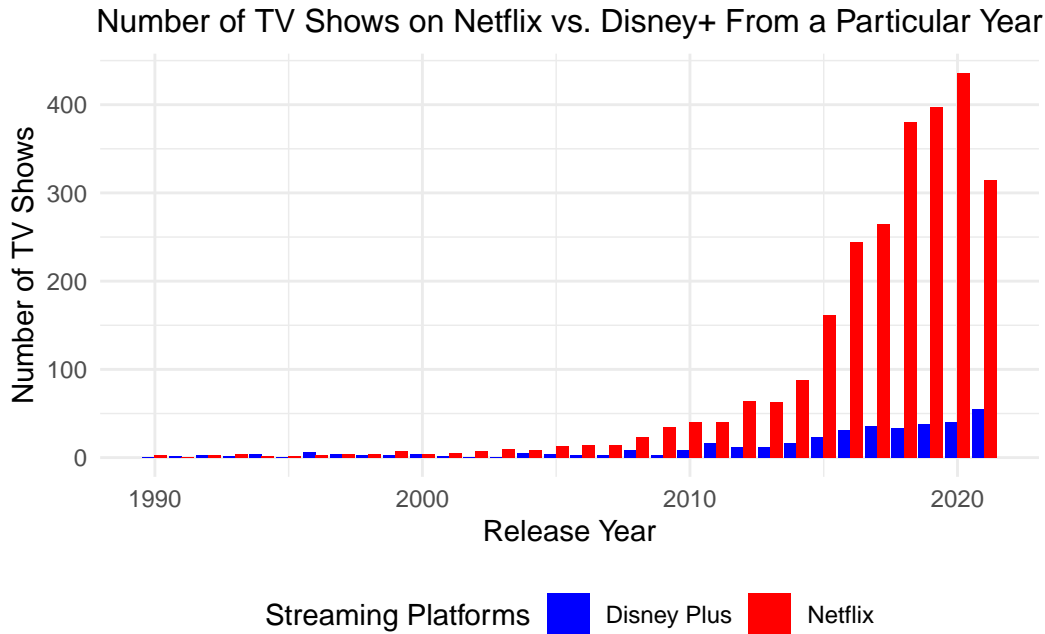 Number of TV Shows on Netflix vs. Disney+ From a Particular Year
Number of TV Shows
400
300
200
100
0
1990
2000
2010
2020
Release Year
Streaming Platforms
Disney Plus
Netflix